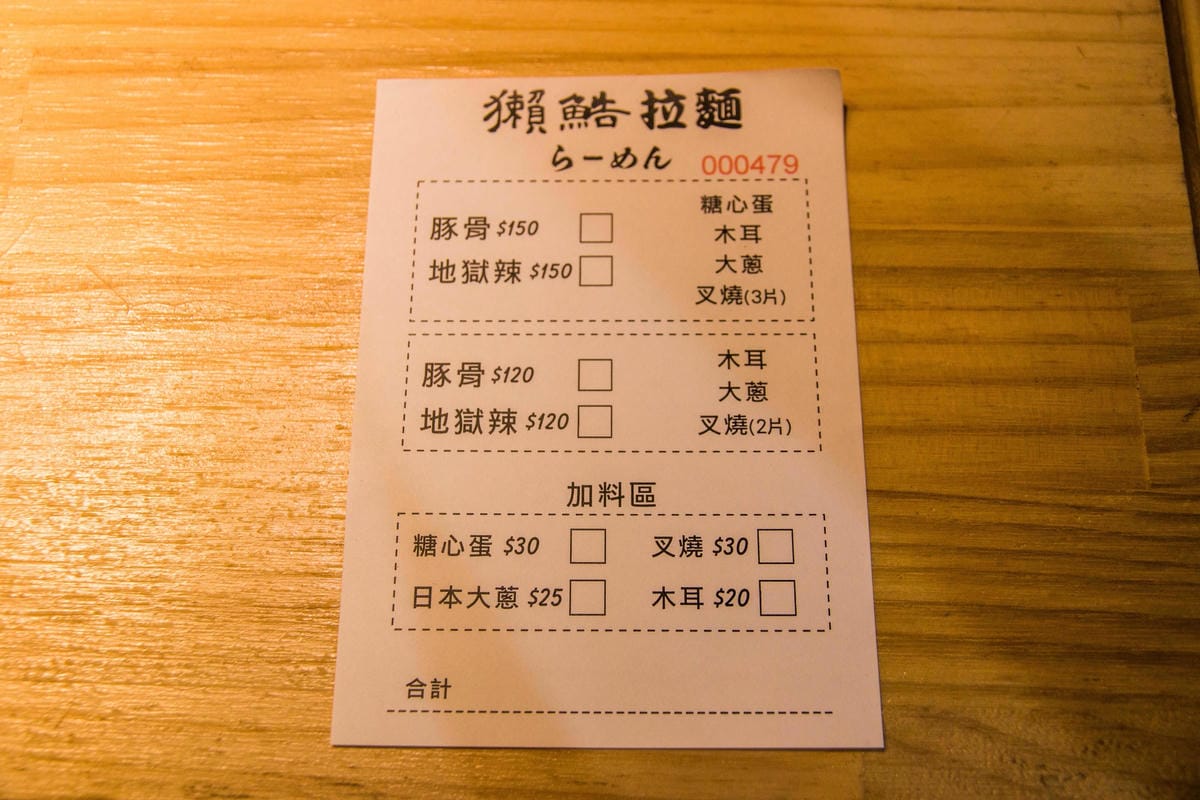 獺鯌拉麵
らーめん 000479
豚骨 $150
地獄辣 $150
糖心蛋
木耳
大蔥
叉燒(3片)
豚骨 $120
地獄辣 $120
木耳
大蔥
叉燒(2片)
加料區
糖心蛋 $30 叉燒 $30
日本大蔥 $25 木耳 $20
合計